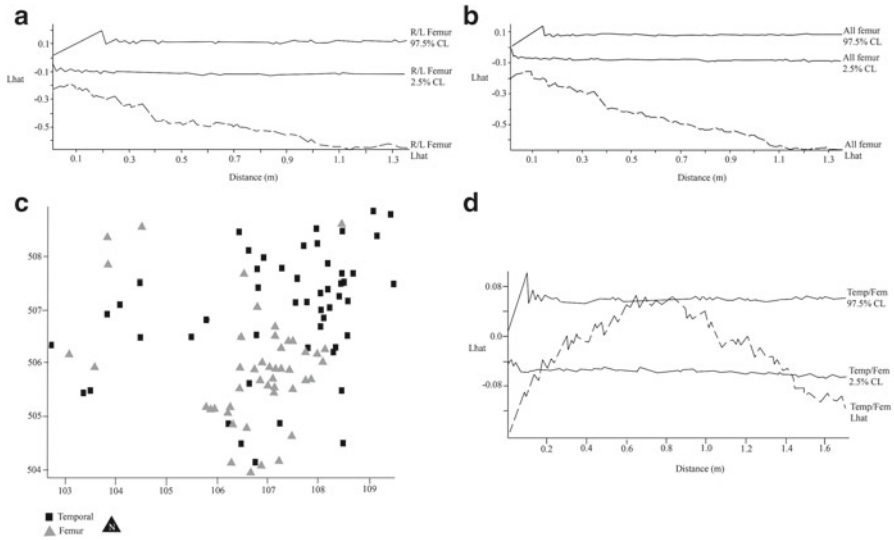 a
0.1
-0.1
Lhat
-0.3
-0.5
R/L Femur
97.5% CL
R/L Femur
2.5% CL
R/L Femur
Lhat
0.1 0.3 0.5 0.7 0.9 1.1 1.3
Distance (m)
b
0.1
-0.1
Lhat
-0.3
-0.5
All femur
97.5% CL
All femur
2.5% CL
All femur
Lhat
0.1 0.3 0.5 0.7 0.9 1.1 1.3
Distance (m)
c
508
507
506
505
504
103 104 105 106 107 108 109
Temporal
Femur
N
d
0.08
0.0
Lhat
-0.08
Temp/Fem
97.5% CL
Temp/Fem
2.5% CL
Temp/Fem
Lhat
0.2 0.4 0.6 0.8 1.0 1.2 1.4 1.6
Distance (m)